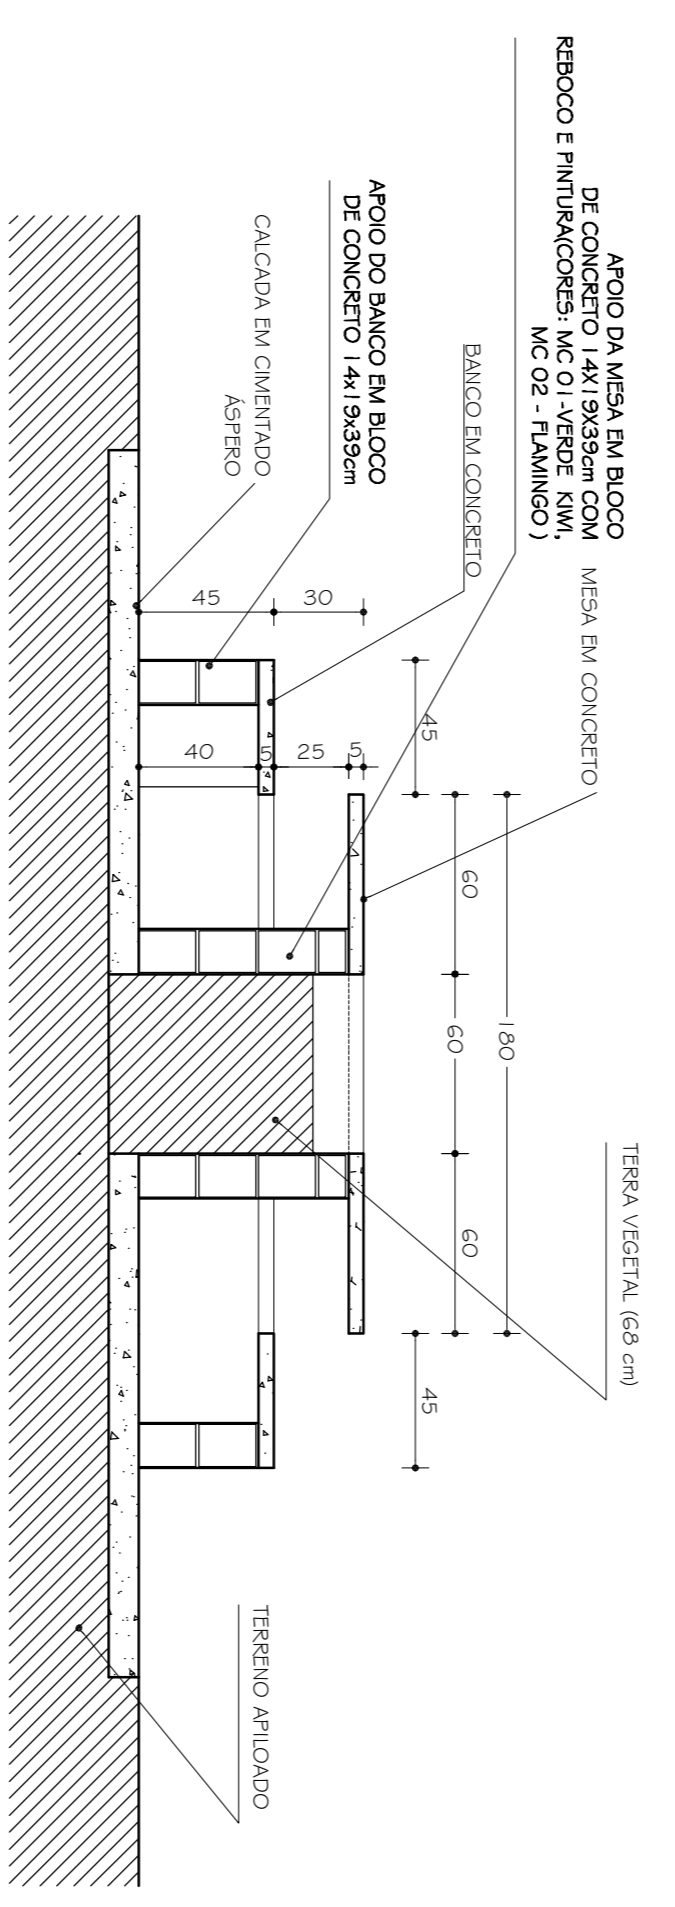 APOIO DA MESA EM BLOCO
DE CONCRETO 14X19X39cm COM
REBOCO E PINTURA(CORES: MC 01-VERDE KIWI,
MC 02 - FLAMINGO )
MESA EM CONCRETO
TERRA VEGETAL (68 cm)
BANCO EM CONCRETO
APOIO DO BANCO EM BLOCO
DE CONCRETO 14x19x39cm
CALCADA EM CIMENTADO
ÁSPERO
TERRENO APILOADO
180
60
60
60
45
45
30
45
5
25
5
40